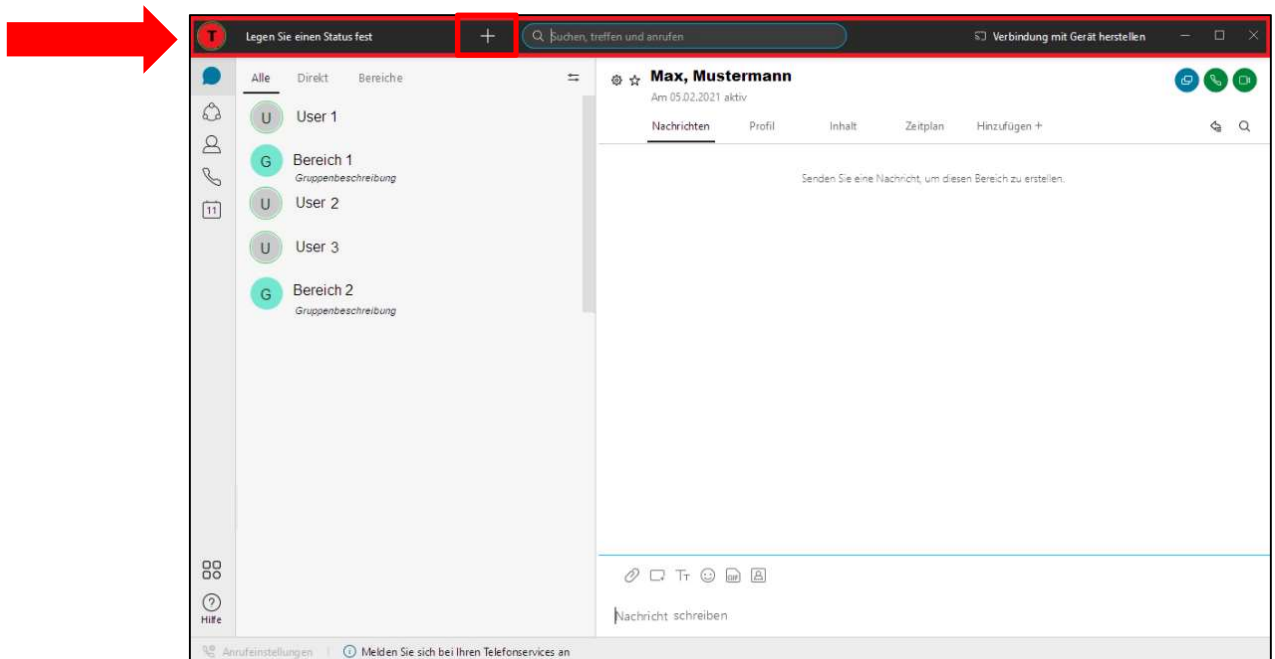 T
Legen Sie einen Status fest
Suchen, treffen und anrufen
Verbindung mit Gerät herstellen
Alle
Direkt
Bereiche
U
User 1
G
Bereich 1
Gruppenbeschreibung
U
User 2
U
User 3
G
Bereich 2
Gruppenbeschreibung
11
Hilfe
Max, Mustermann
Am 05.02.2021 aktiv
Nachrichten
Profil
Inhalt
Zeitplan
Hinzufügen +
Senden Sie eine Nachricht, um diesen Bereich zu erstellen.
GIF
Nachricht schreiben
Anrufeinstellungen
Melden Sie sich bei Ihren Telefonservices an